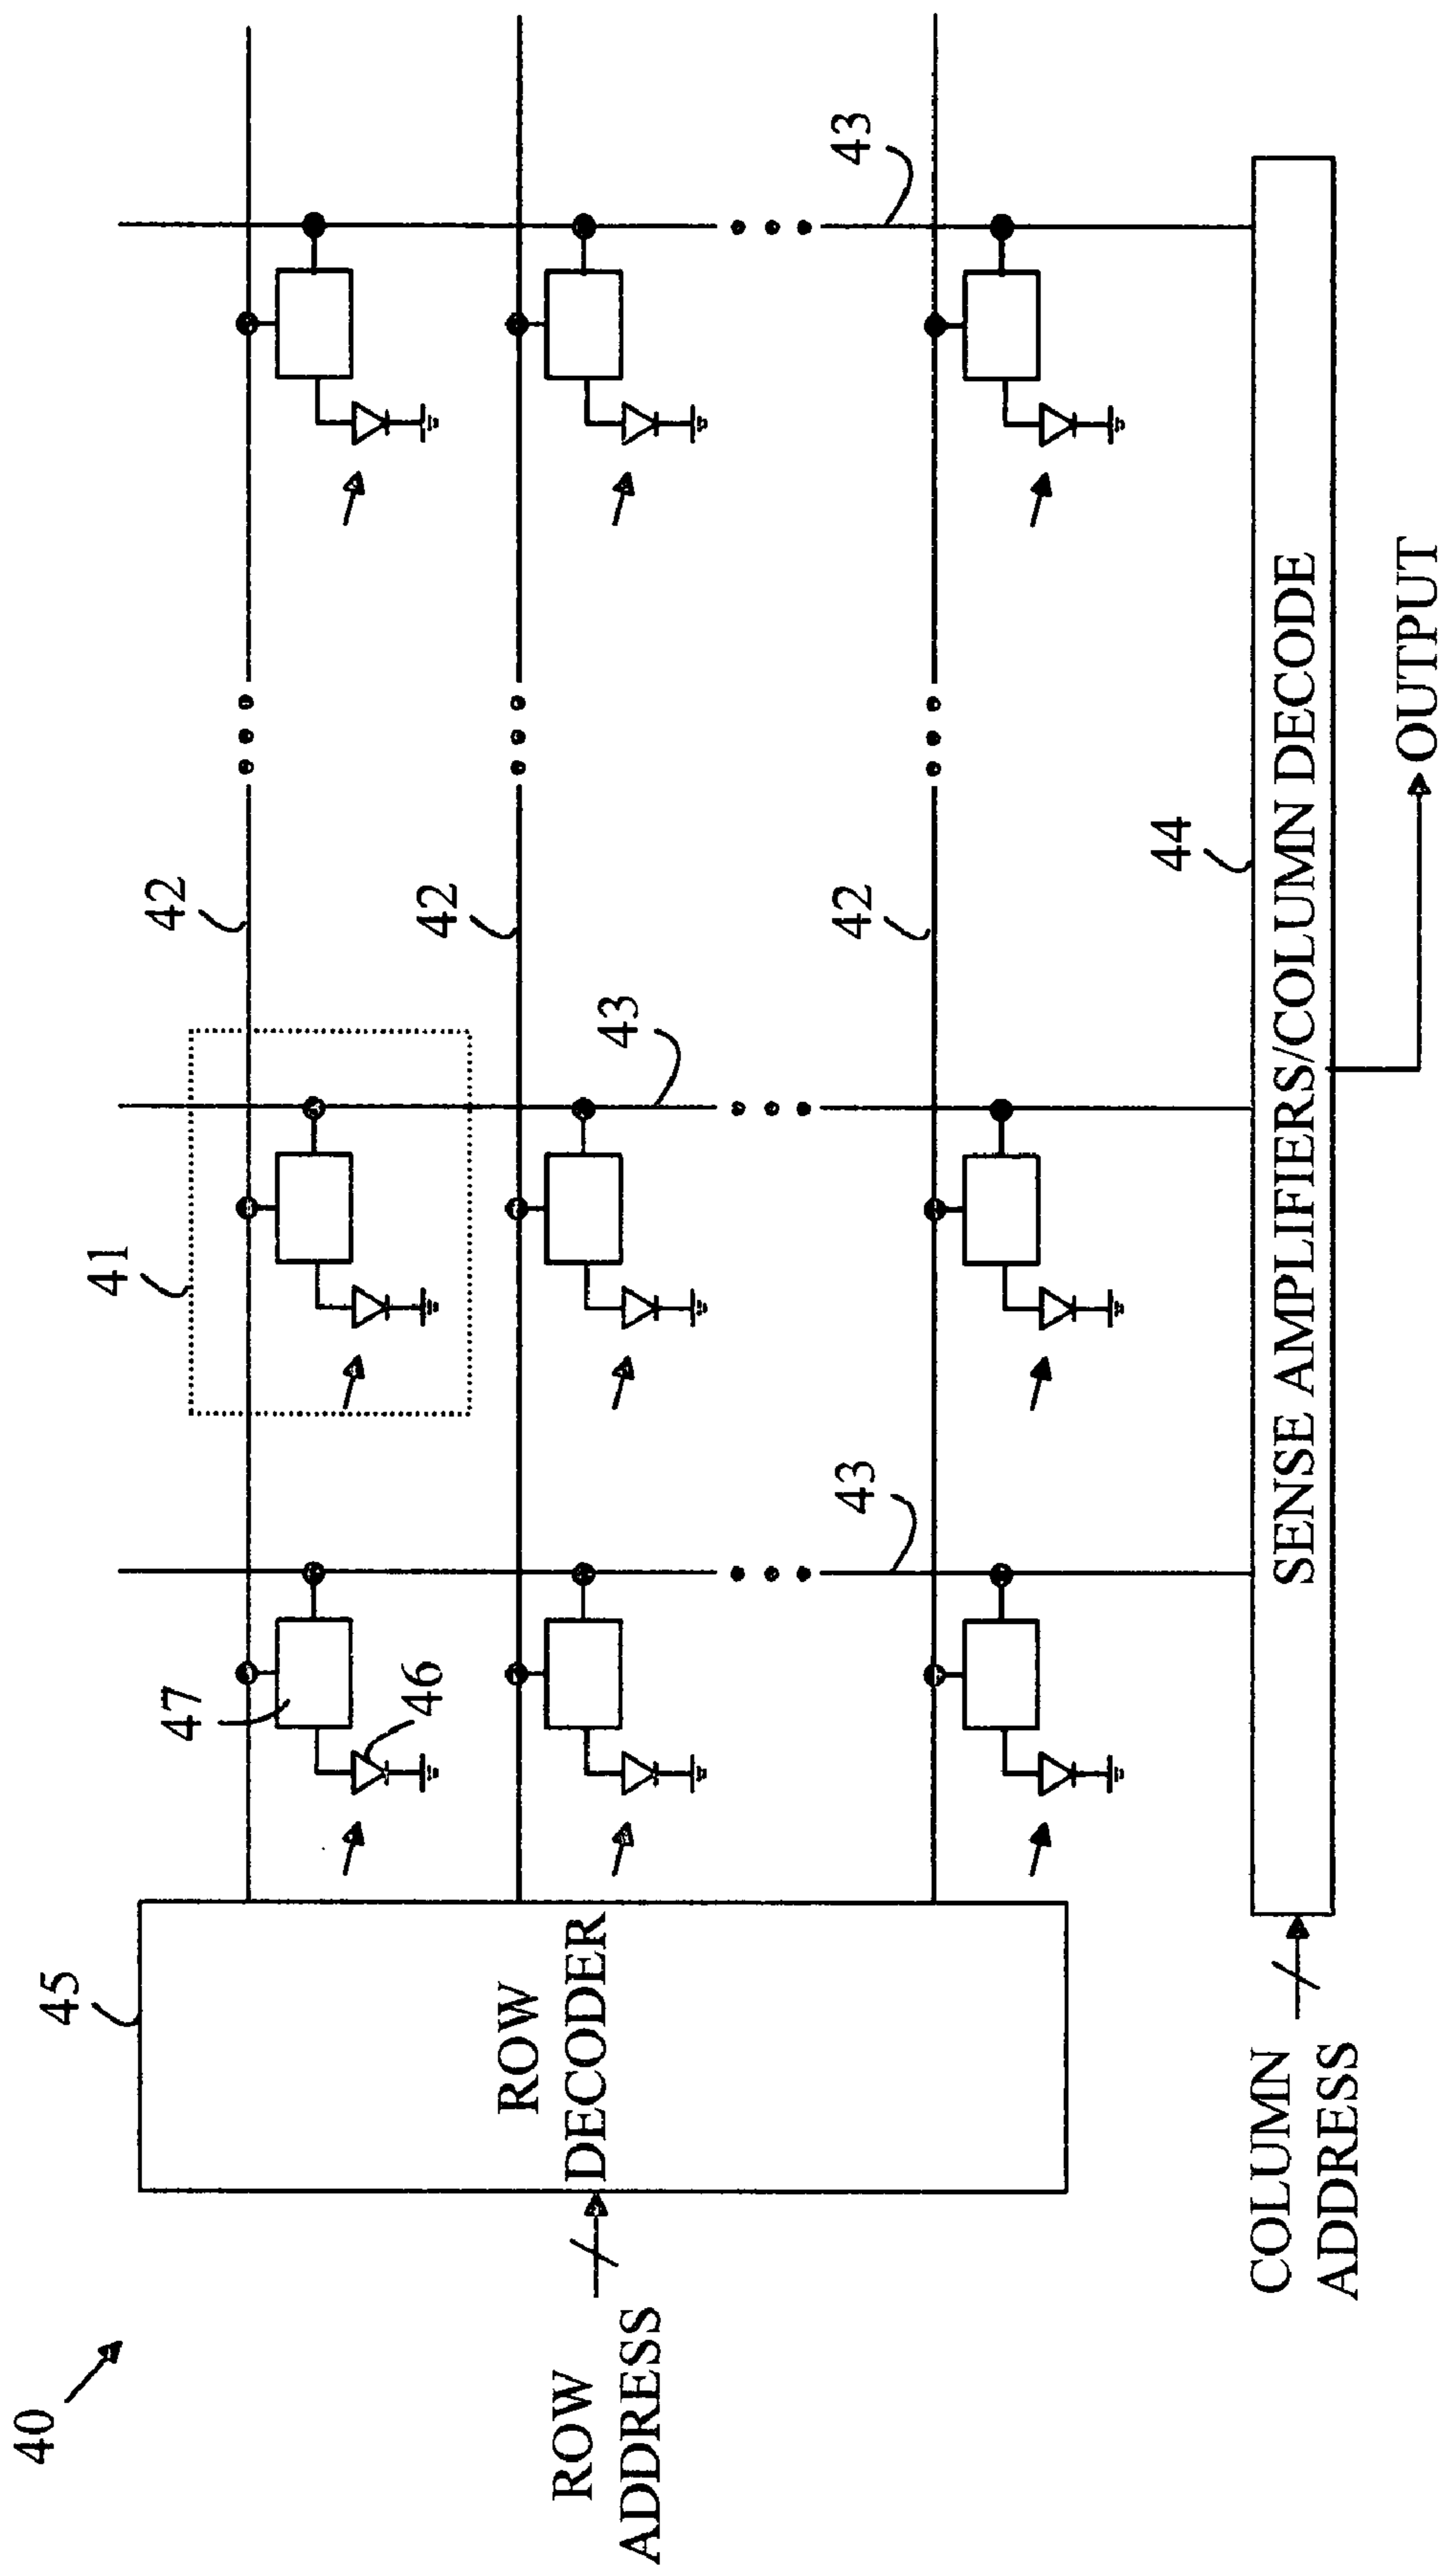 40
45
ROW
DECODER
ROW
ADDRESS
47
46
41
42
42
42
43
43
43
44
SENSE AMPLIFIERS/COLUMN DECODE
COLUMN
ADDRESS
OUTPUT